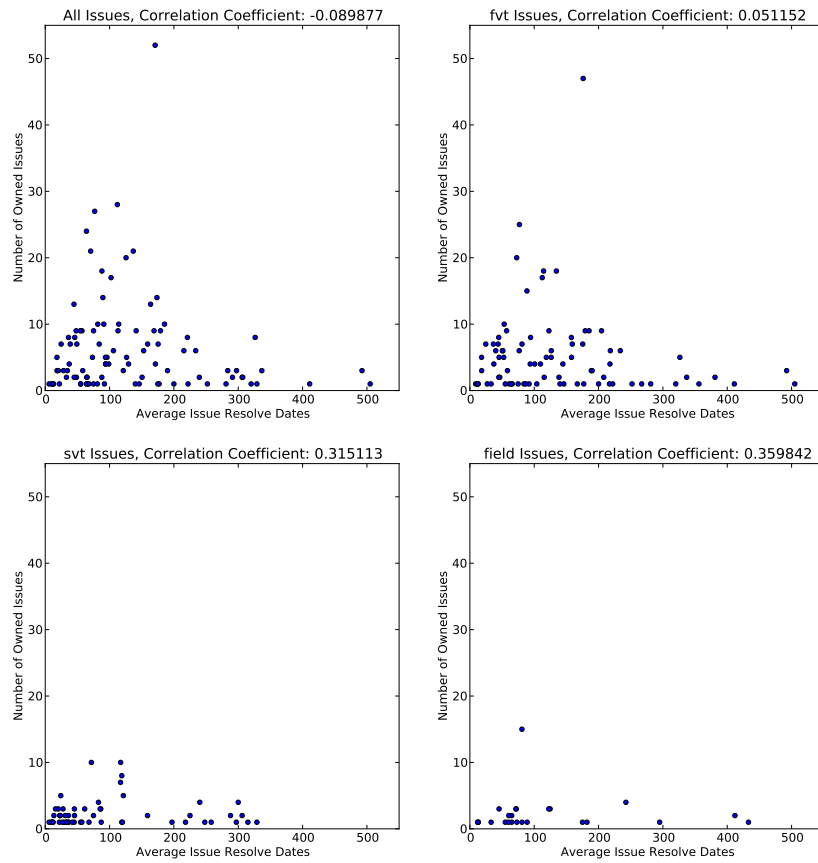 All Issues, Correlation Coefficient: -0.089877
50
40
30
20
10
0
0 100 200 300 400 500
Number of Owned Issues
Average Issue Resolve Dates
fvt Issues, Correlation Coefficient: 0.051152
50
40
30
20
10
0
0 100 200 300 400 500
Number of Owned Issues
Average Issue Resolve Dates
svt Issues, Correlation Coefficient: 0.315113
50
40
30
20
10
0
0 100 200 300 400 500
Number of Owned Issues
Average Issue Resolve Dates
field Issues, Correlation Coefficient: 0.359842
50
40
30
20
10
0
0 100 200 300 400 500
Number of Owned Issues
Average Issue Resolve Dates